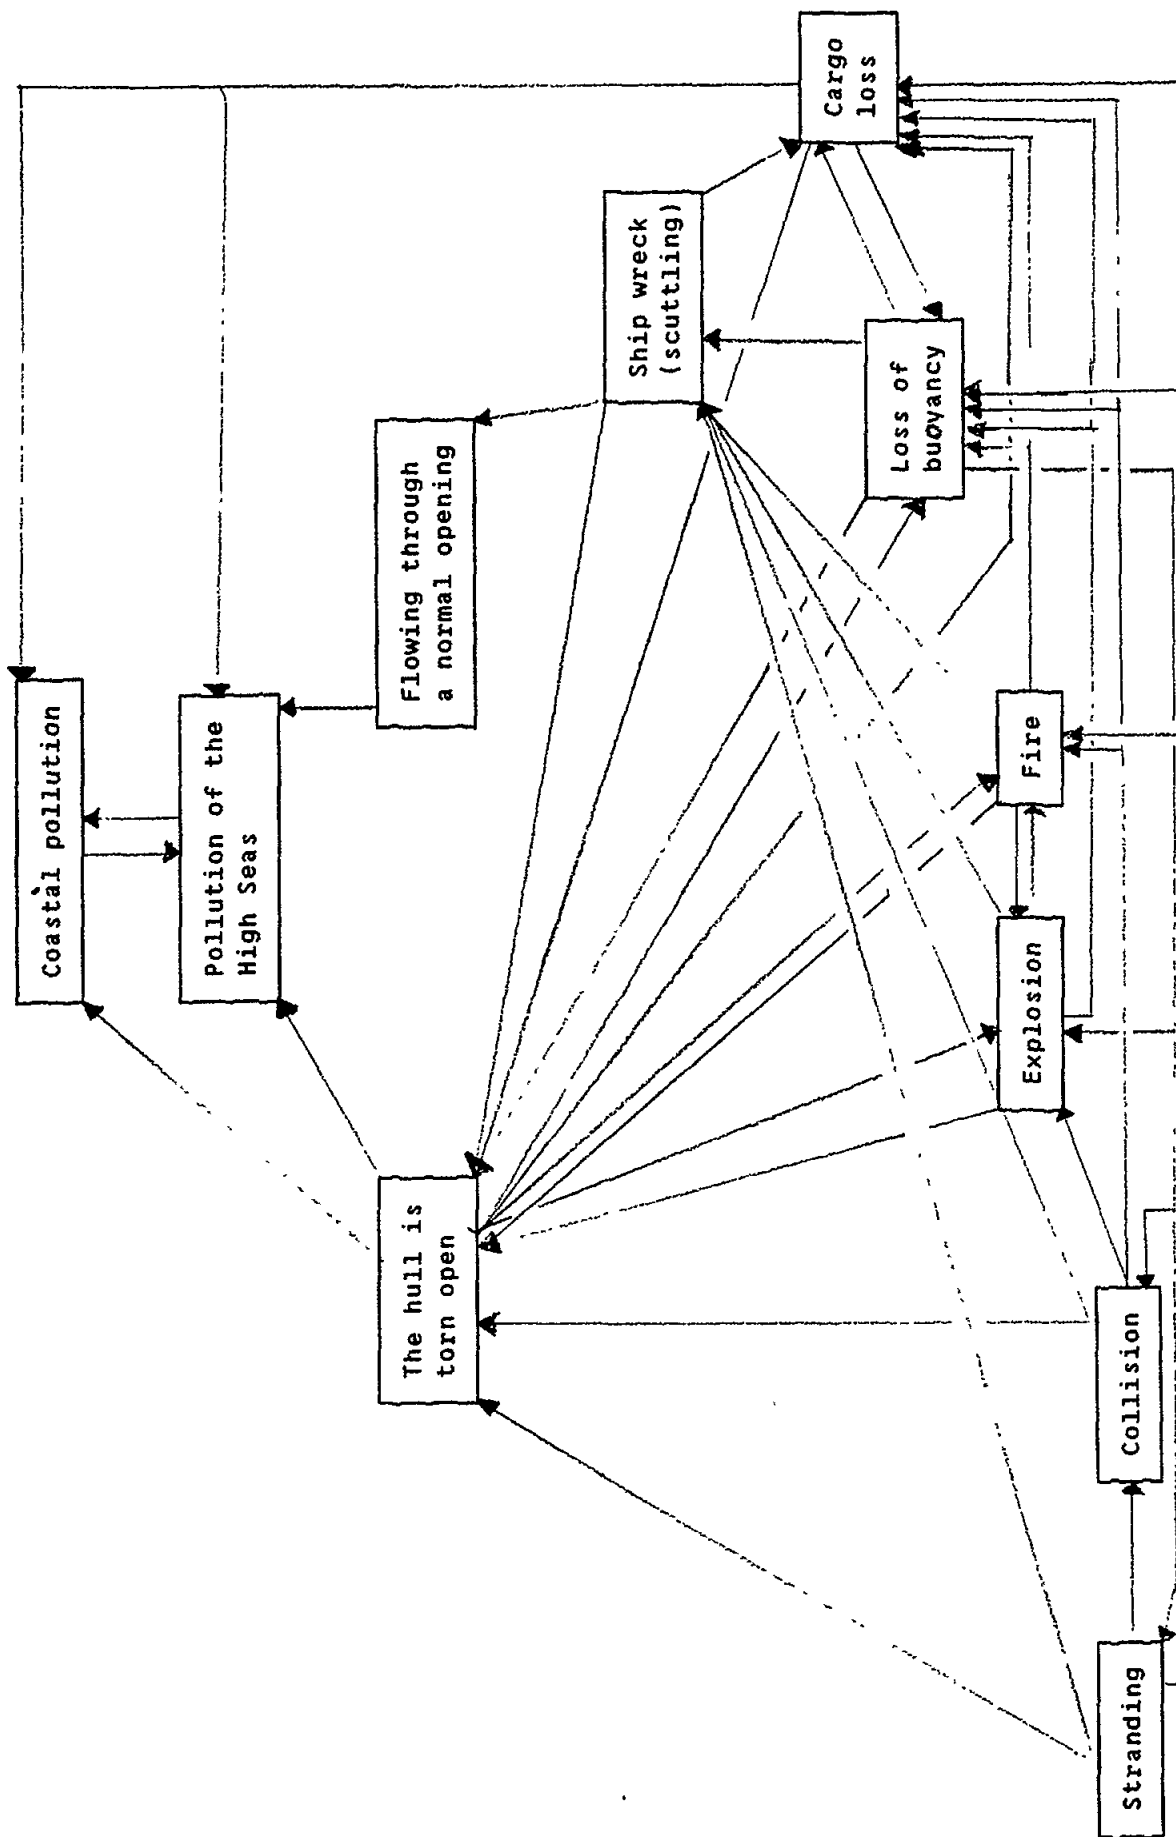 Coastal pollution
Pollution of the
High Seas
Flowing through
a normal opening
The hull is
torn open
Ship wreck
(scuttling)
Cargo
loss
Loss of
buoyancy
Fire
Explosion
Collision
Stranding